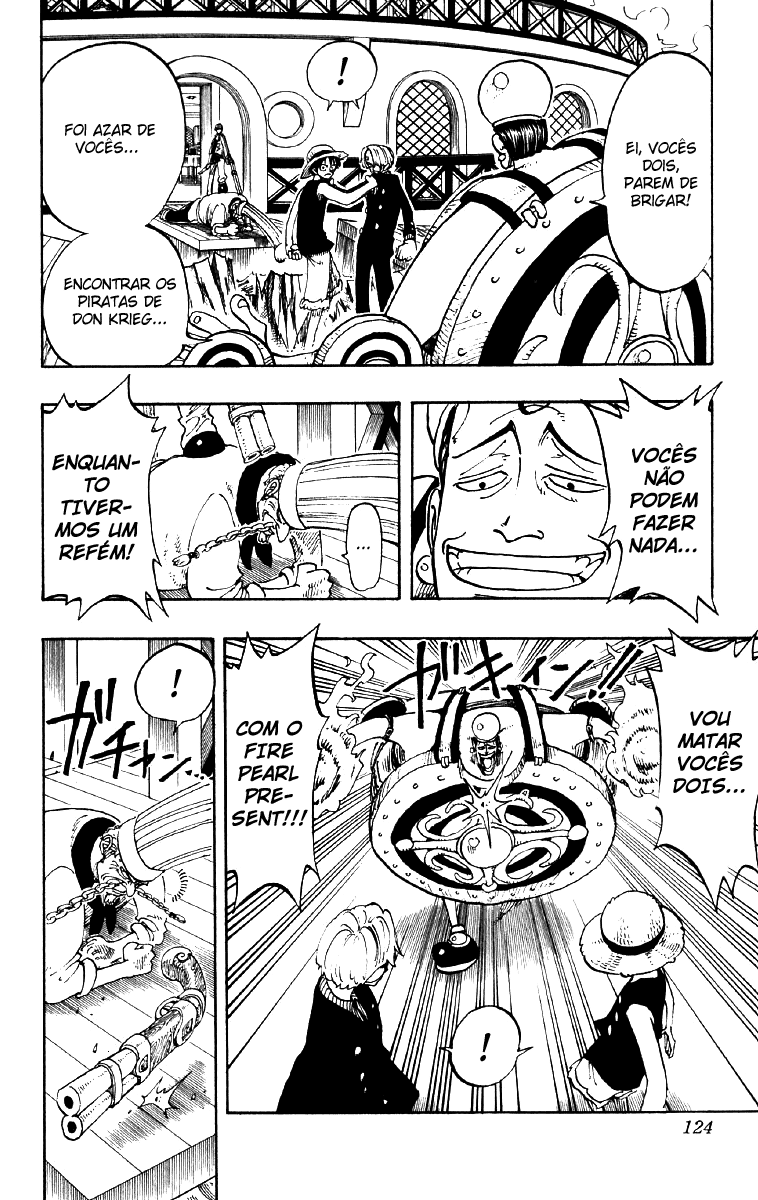 EI, VOCÊS
DOIS,
PAREM DE
BRIGAR!
!
FOI AZAR DE
VOCÊS...
ENCONTRAR OS
PIRATAS DE
DON KRIEG...
VOCÊS
NÃO
PODEM
FAZER
NADA...
...
ENQUAN-
TO
TIVER-
MOS UM
REFÉM!
VOU
MATAR
VOCÊS
DOIS...
ガキィン!!
COM O
FIRE
PEARL
PRE-
SENT!!!
!
!
ガチャン...
124